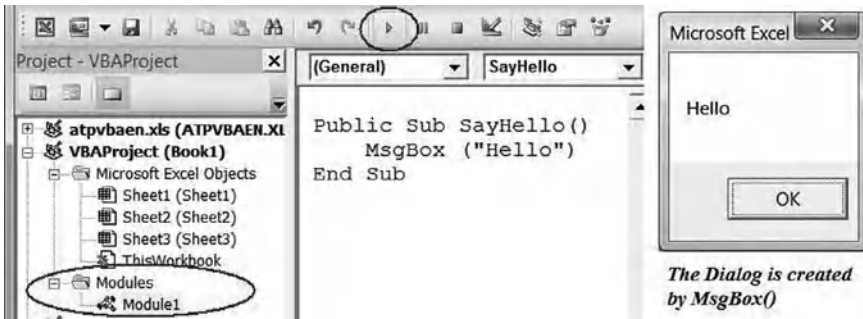 Project - VBAProject
atpvbaen.xls (ATPVBAEN.XL
VBAProject (Book1)
Microsoft Excel Objects
Sheet1 (Sheet1)
Sheet2 (Sheet2)
Sheet3 (Sheet3)
ThisWorkbook
Modules
Module1
(General)
SayHello
Public Sub SayHello()
MsgBox ("Hello")
End Sub
Microsoft Excel
Hello
OK
The Dialog is created
by MsgBox()